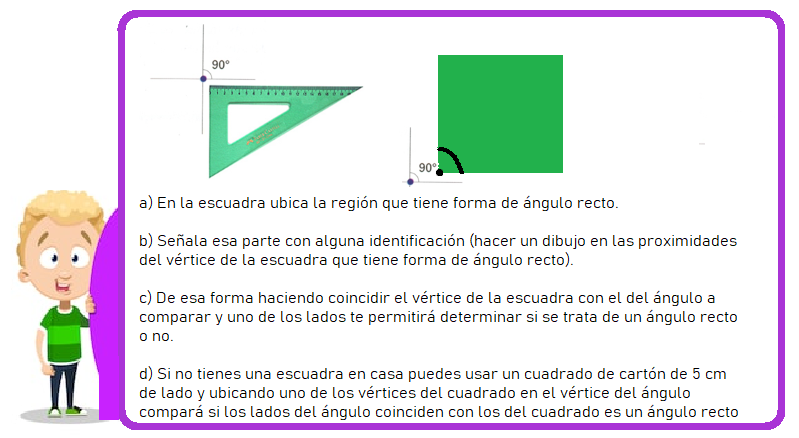 90°
90°
a) En la escuadra ubica la región que tiene forma de ángulo recto.
b) Señala esa parte con alguna identificación (hacer un dibujo en las proximidades
del vértice de la escuadra que tiene forma de ángulo recto).
c) De esa forma haciendo coincidir el vértice de la escuadra con el del ángulo a
comparar y uno de los lados te permitirá determinar si se trata de un ángulo recto
o no.
d) Si no tienes una escuadra en casa puedes usar un cuadrado de cartón de 5 cm
de lado y ubicando uno de los vértices del cuadrado en el vértice del ángulo
compará si los lados del ángulo coinciden con los del cuadrado es un ángulo recto